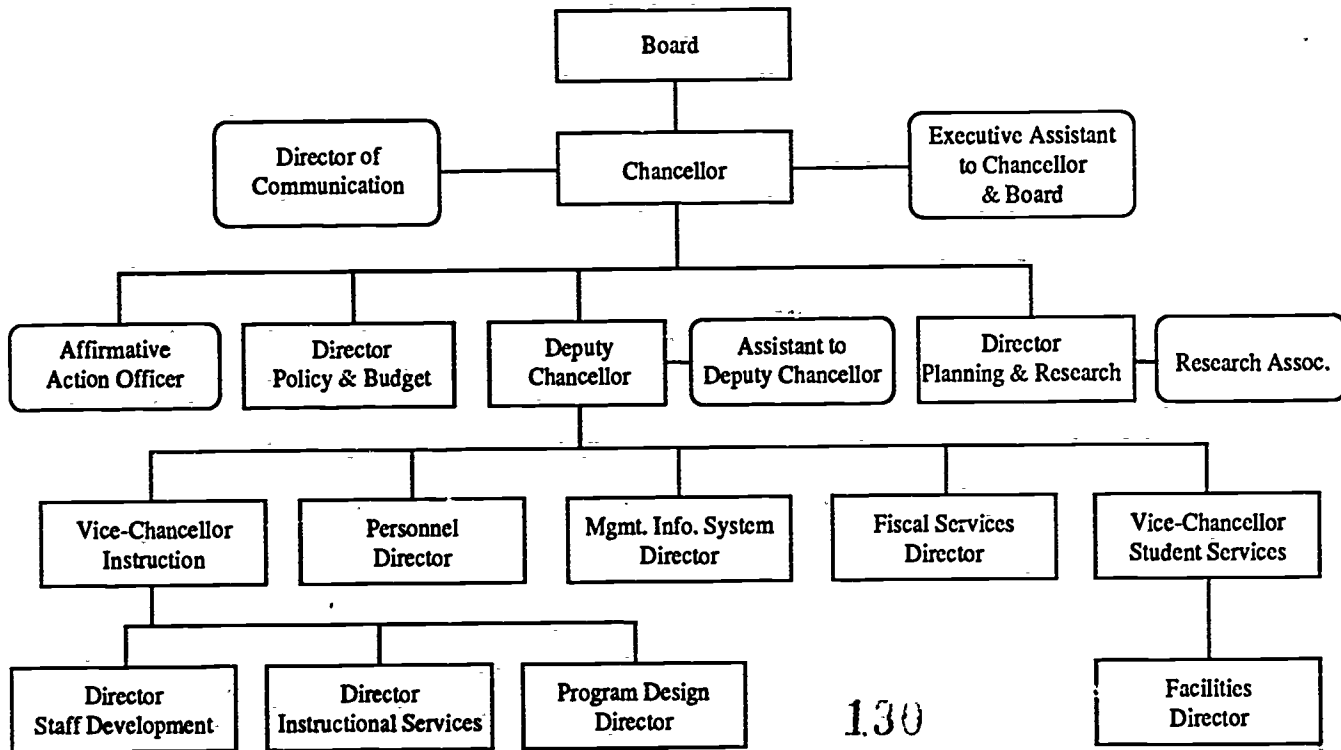 Board
Director of
Communication
Chancellor
Executive Assistant
to Chancellor
& Board
Affirmative
Action Officer
Director
Policy & Budget
Deputy
Chancellor
Assistant to
Deputy Chancellor
Director
Planning & Research
Research Assoc.
Vice-Chancellor
Instruction
Personnel
Director
Mgmt. Info. System
Director
Fiscal Services
Director
Vice-Chancellor
Student Services
Director
Staff Development
Director
Instructional Services
Program Design
Director
Facilities
Director
130